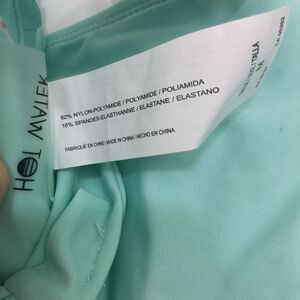 82% NYLON-POLYAMIDE / POLYAMIDE / POLIAMIDA
18% SPANDEX-ELASTHANNE / ELASTANE / ELASTANO
FABRIQUÉ EN CHINE / MADE IN CHINA / HECHO EN CHINA
/TALLA
M
HOT WATER